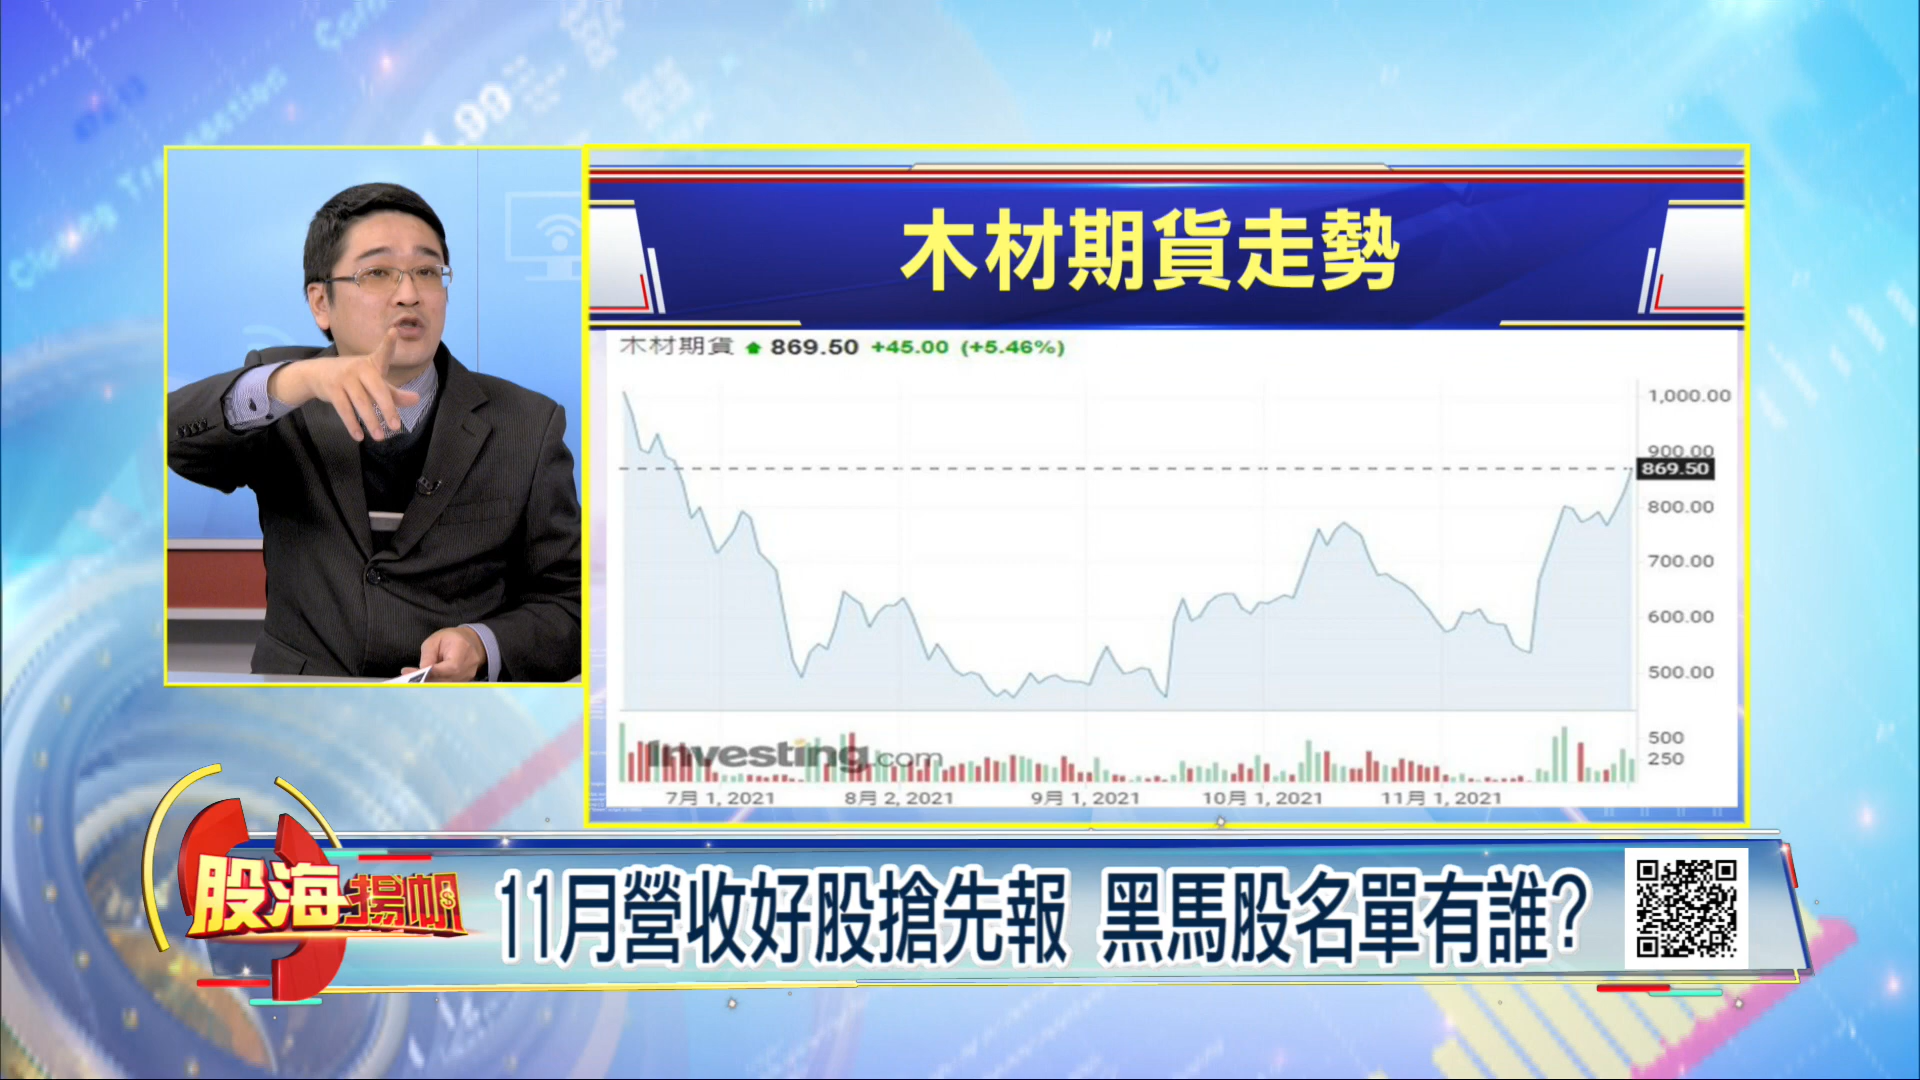 木材期貨走勢
木材期貨 869.50 +45.00 (+5.46%)
1,000.00
900.00
869.50
800.00
700.00
600.00
500.00
500
250
Investing.com
7月 1, 2021 8月 2, 2021 9月 1, 2021 10月 1, 2021 11月 1, 2021
股海揚帆
11月營收好股搶先報 黑馬股名單有誰?